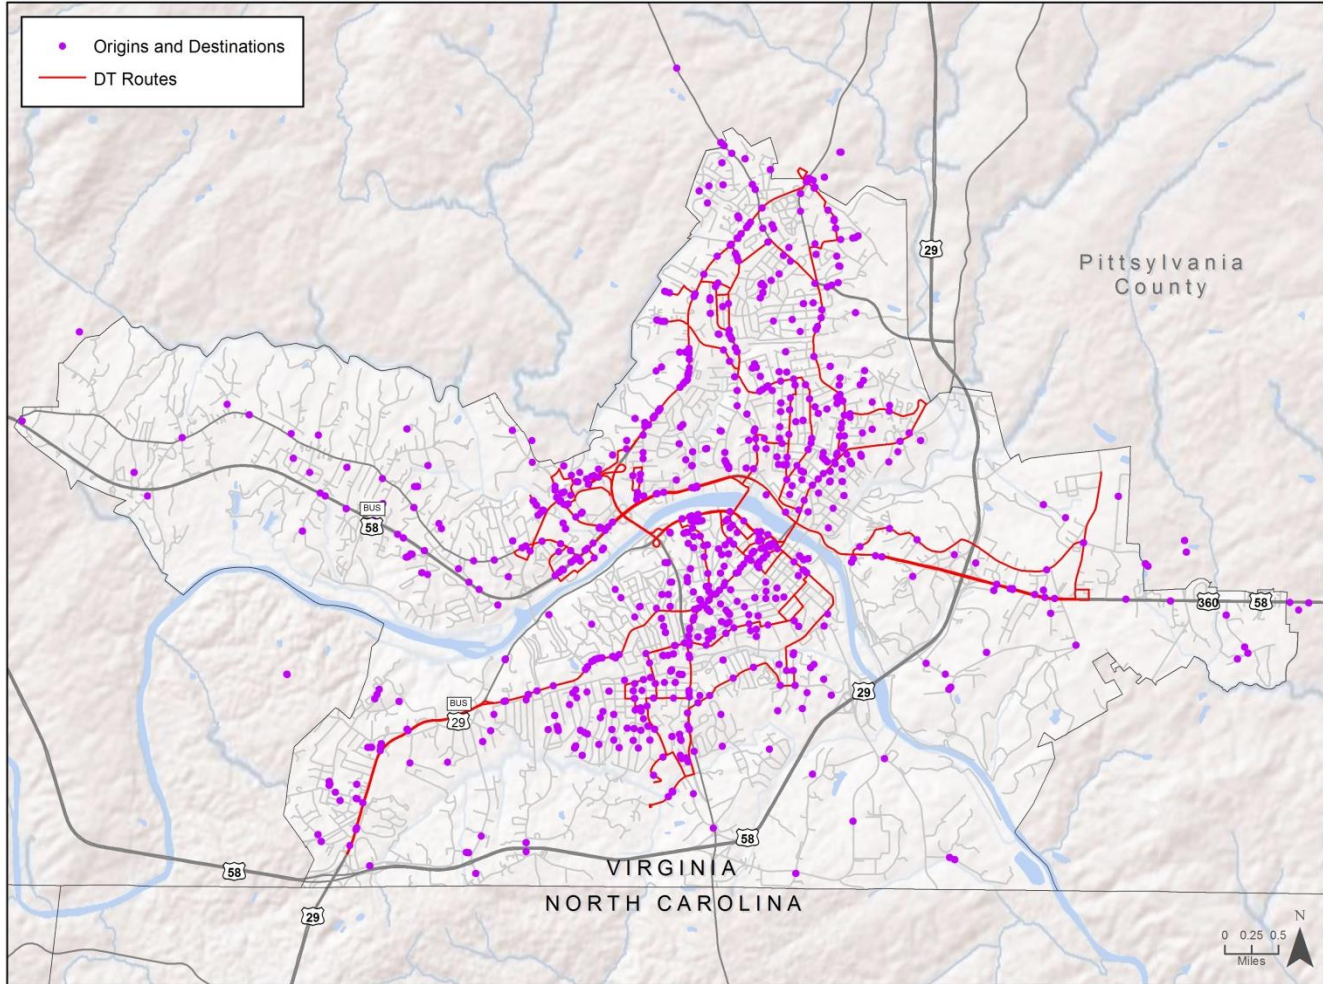 Origins and Destinations
DT Routes
29
Pittsylvania
County
BUS
58
360
58
BUS
29
29
58
VIRGINIA
58
NORTH CAROLINA
29
N
0 0.25 0.5
Miles